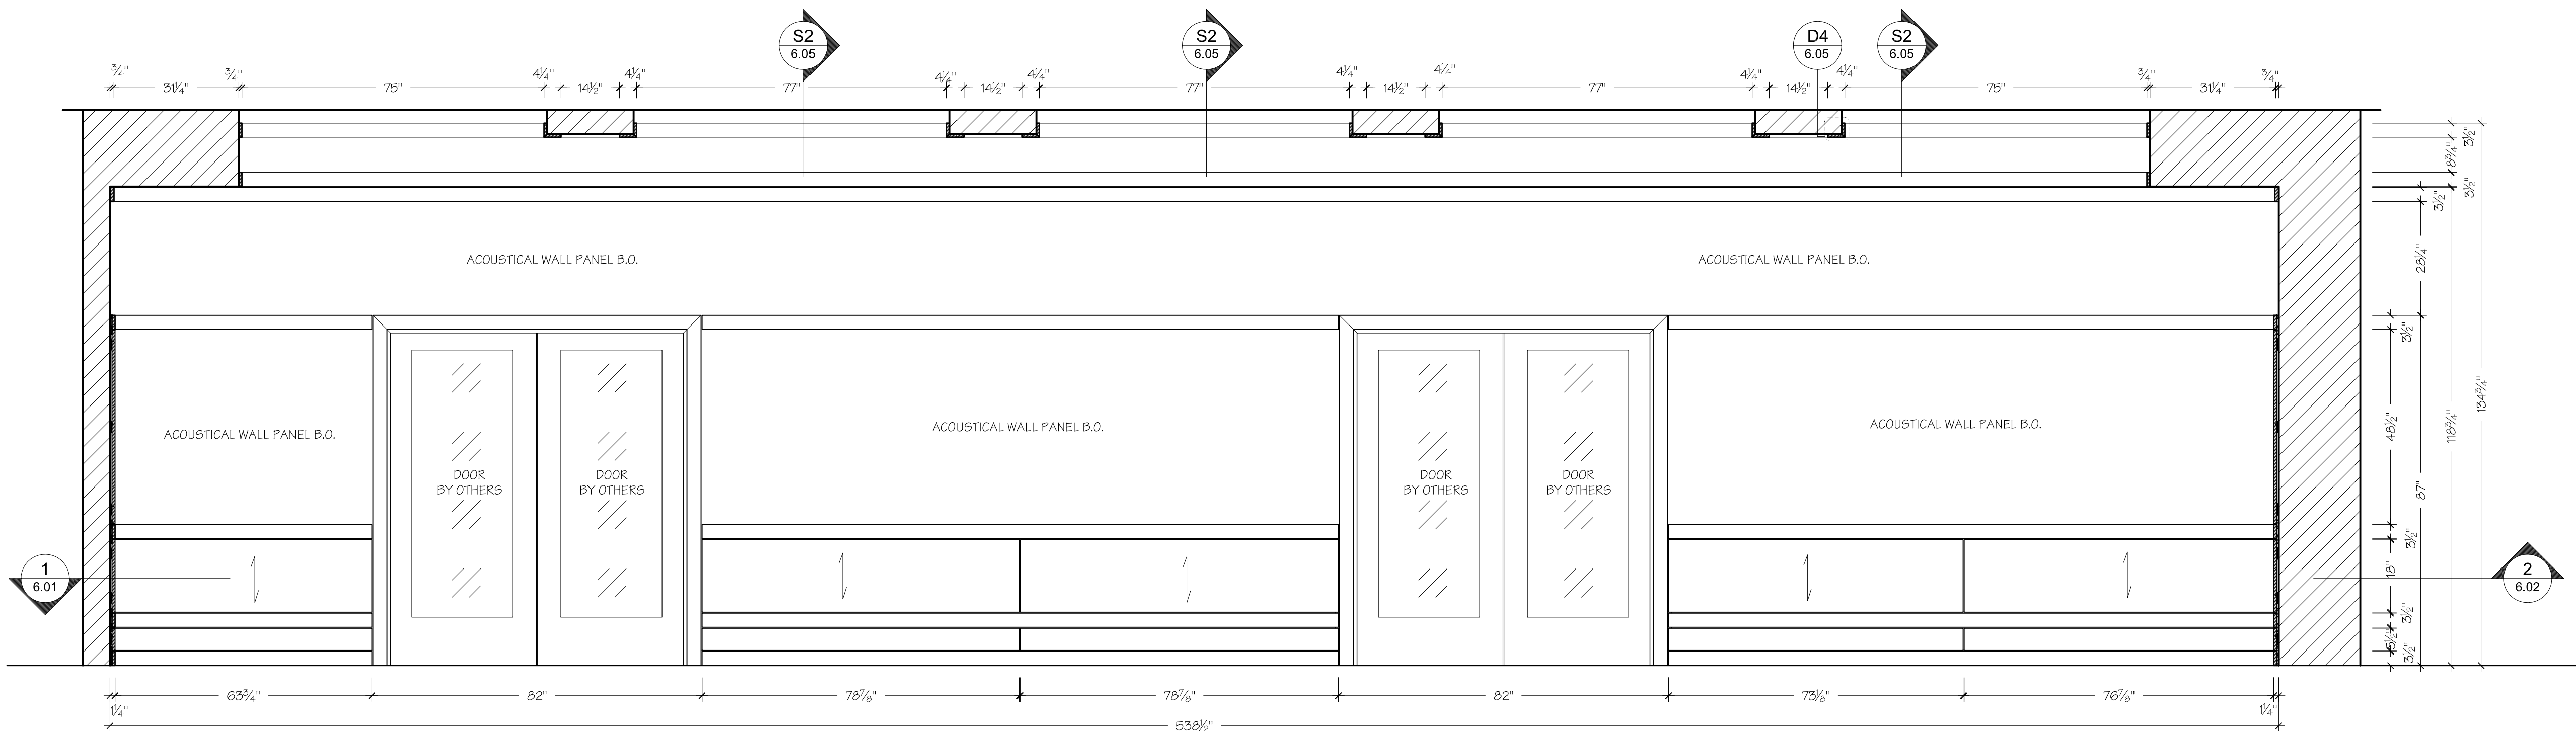 S2
6.05
S2
6.05
D4
6.05
S2
6.05
¾" 31¼" ¾" 75" 4¼" 14½" 4¼" 77" 4¼" 14½" 4¼" 77" 4¼" 14½" 4¼" 77" 4¼" 14½" 4¼" 75" ¾" 31¼" ¾"
3½"
8¾"
3½"
134¾"
118¾"
3½"
28¼"
87"
3½"
48½"
3½"
18"
3½"
5½"
3½"
ACOUSTICAL WALL PANEL B.O.
ACOUSTICAL WALL PANEL B.O.
ACOUSTICAL WALL PANEL B.O.
ACOUSTICAL WALL PANEL B.O.
ACOUSTICAL WALL PANEL B.O.
DOOR
BY OTHERS
DOOR
BY OTHERS
DOOR
BY OTHERS
DOOR
BY OTHERS
1
6.01
2
6.02
1¼" 63¾" 82" 78⅞" 78⅞" 82" 73⅛" 76⅞" 1¼"
538½"